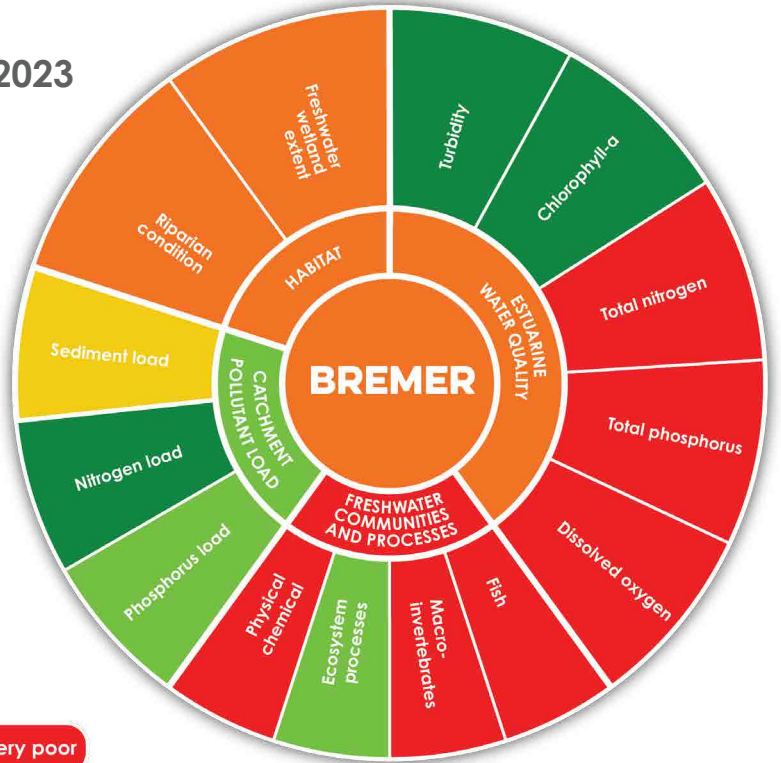 2023
Freshwater
wetland
extent
Turbidity
Chlorophyll-a
Riparian
condition
HABITAT
ESTUARINE
WATER QUALITY
Total nitrogen
Sediment load
CATCHMENT
POLLUTANT LOAD
BREMER
Total phosphorus
Nitrogen load
FRESHWATER
COMMUNITIES
AND PROCESSES
Dissolved oxygen
Phosphorus load
Physical
chemical
Ecosystem
processes
Macro-
invertebrates
Fish
ery poor